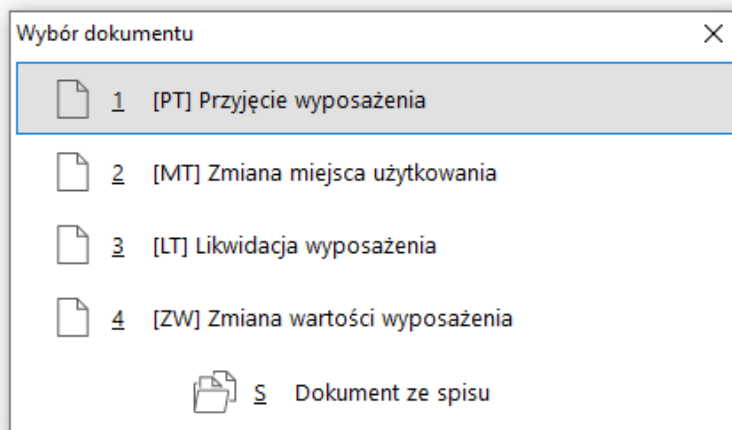 Wybór dokumentu
1 [PT] Przyjęcie wyposażenia
2 [MT] Zmiana miejsca użytkowania
3 [LT] Likwidacja wyposażenia
4 [ZW] Zmiana wartości wyposażenia
S Dokument ze spisu